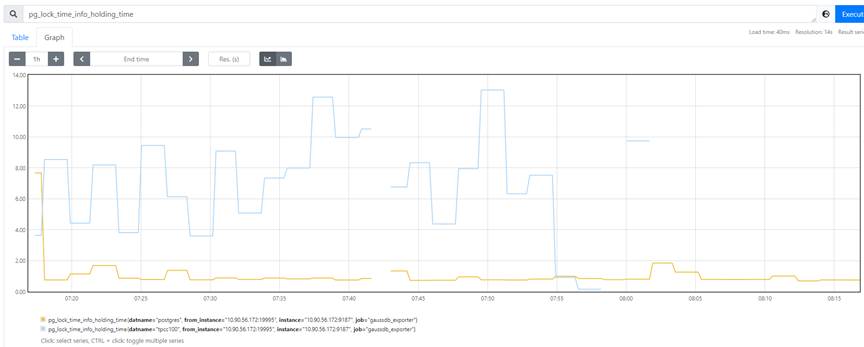 pg_lock_time_info_holding_time
Execut
Table Graph
Load time: 40ms Resolution: 14s Result seri
1h End time Res. (s)
14.00
12.00
10.00
8.00
6.00
4.00
2.00
0.00
07:20 07:25 07:30 07:35 07:40 07:45 07:50 07:55 08:00 08:05 08:10 08:15
pg_lock_time_info_holding_time{datname="postgres", from_instance="10.90.56.172:19995", instance="10.90.56.172:9187", job="gaussdb_exporter"}
pg_lock_time_info_holding_time{datname="tpcc100", from_instance="10.90.56.172:19995", instance="10.90.56.172:9187", job="gaussdb_exporter"}
Click: select series, CTRL + click: toggle multiple series